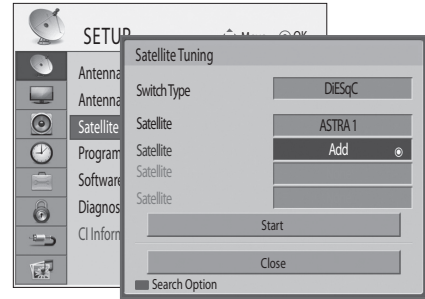 SETUP
OK
Antenna
Antenna
Satellite
Program
Software
Diagnos
CI Inform
Satellite Tuning
Switch Type DiESqC
Satellite ASTRA 1
Satellite Add
Satellite
Satellite
Start
Close
Search Option